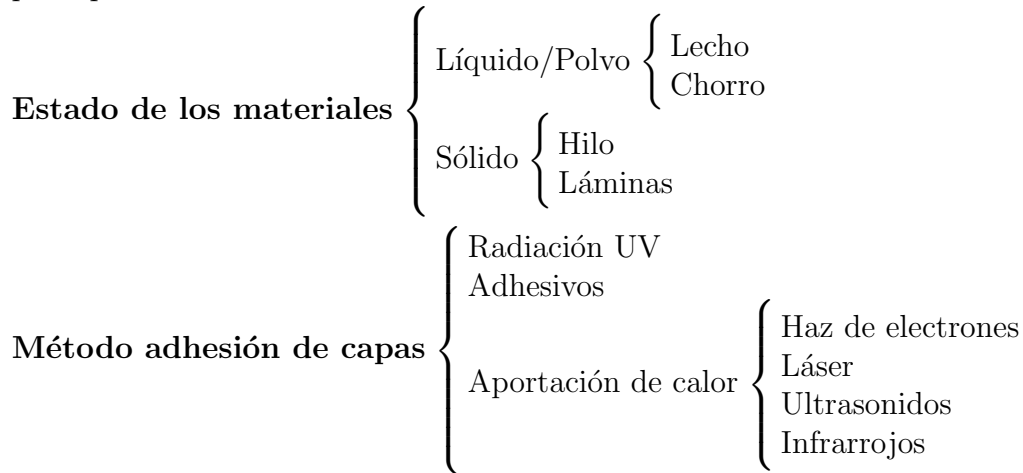 Estado de los materiales
Líquido/Polvo
Lecho
Chorro
Sólido
Hilo
Láminas
Método adhesión de capas
Radiación UV
Adhesivos
Aportación de calor
Haz de electrones
Láser
Ultrasonidos
Infrarrojos